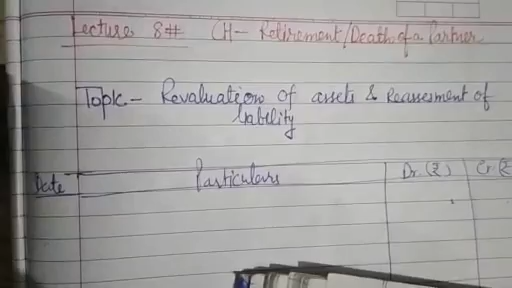 Lecture 8# CH- Retirement/Death of a Partner
Topic- Revaluation of assets & Reassesment of
liability
Date Particulars Dr. (₹) Cr (₹